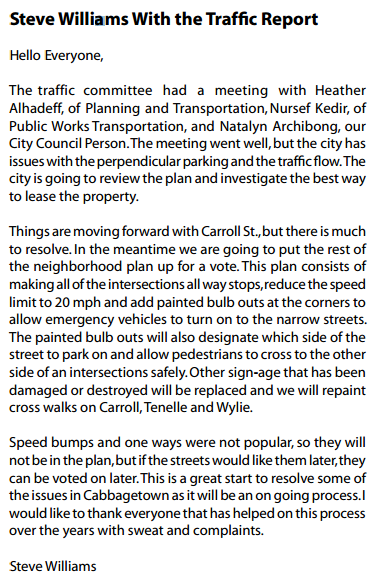 Steve Williams With the Traffic Report
Hello Everyone,
The traffic committee had a meeting with Heather
Alhadeff, of Planning and Transportation, Nursef Kedir, of
Public Works Transportation, and Natalyn Archibong, our
City Council Person. The meeting went well, but the city has
issues with the perpendicular parking and the traffic flow. The
city is going to review the plan and investigate the best way
to lease the property.
Things are moving forward with Carroll St., but there is much
to resolve. In the meantime we are going to put the rest of
the neighborhood plan up for a vote. This plan consists of
making all of the intersections all way stops, reduce the speed
limit to 20 mph and add painted bulb outs at the corners to
allow emergency vehicles to turn on to the narrow streets.
The painted bulb outs will also designate which side of the
street to park on and allow pedestrians to cross to the other
side of an intersections safely. Other sign-age that has been
damaged or destroyed will be replaced and we will repaint
cross walks on Carroll, Tenelle and Wylie.
Speed bumps and one ways were not popular, so they will
not be in the plan, but if the streets would like them later, they
can be voted on later. This is a great start to resolve some of
the issues in Cabbagetown as it will be an on going process. I
would like to thank everyone that has helped on this process
over the years with sweat and complaints.
Steve Williams